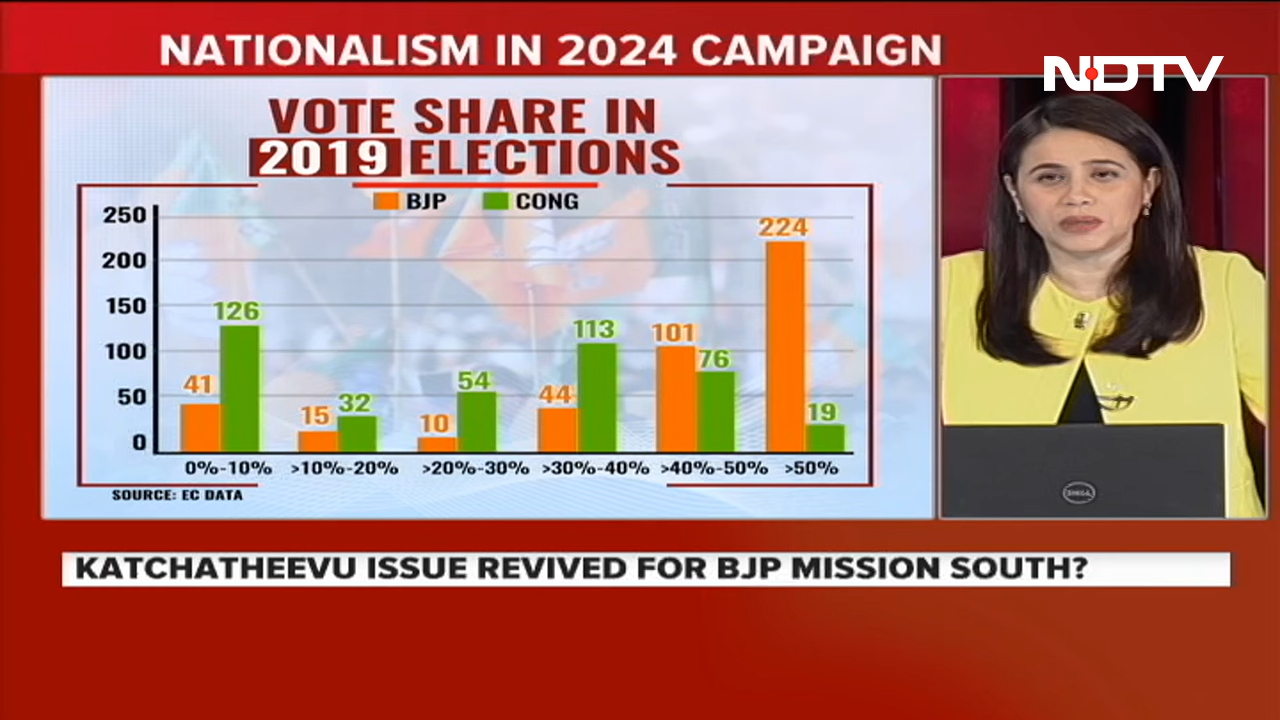 NATIONALISM IN 2024 CAMPAIGN
NDTV
VOTE SHARE IN
2019 ELECTIONS
BJP CONG
250
200
150
100
50
0
41 126
15 32
10 54
44 113
101 76
224 19
0%-10% >10%-20% >20%-30% >30%-40% >40%-50% >50%
SOURCE: EC DATA
DELL
KATCHATHEEVU ISSUE REVIVED FOR BJP MISSION SOUTH?